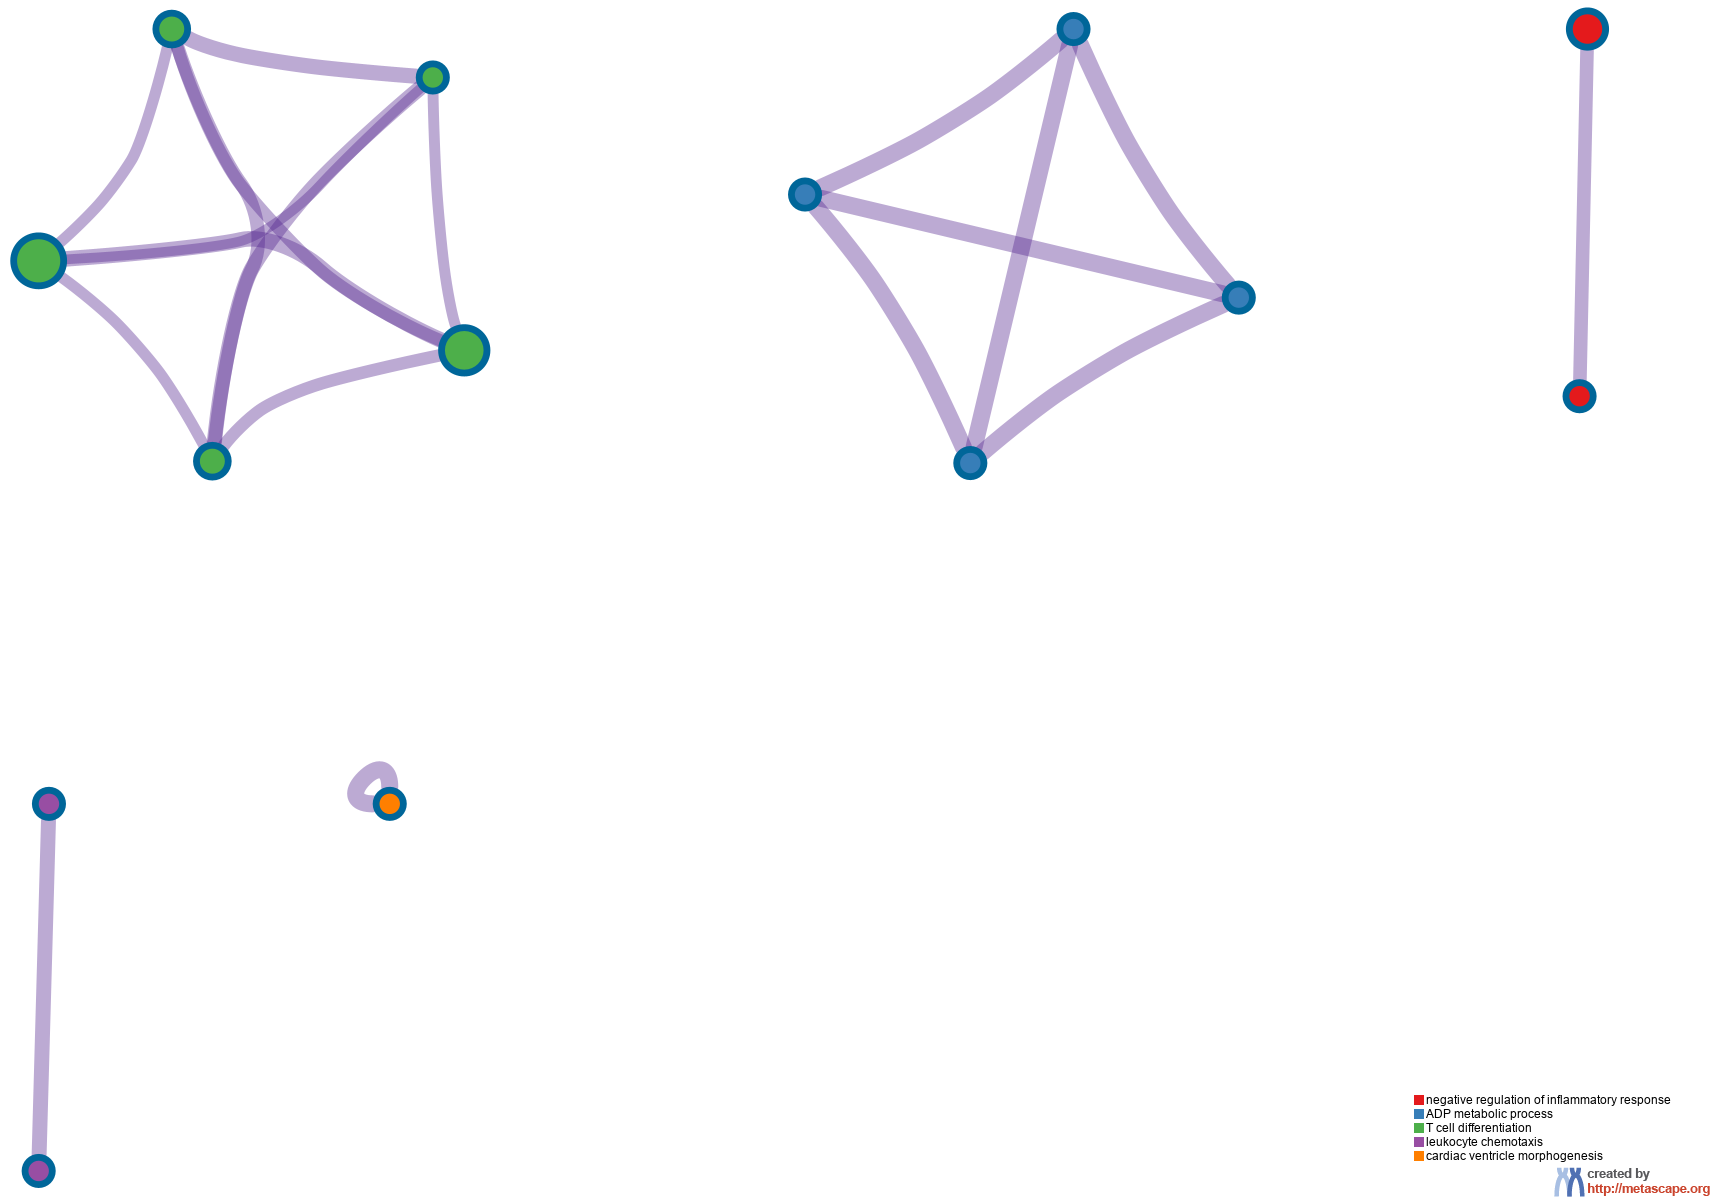 negative regulation of inflammatory response
ADP metabolic process
T cell differentiation
leukocyte chemotaxis
cardiac ventricle morphogenesis
created by
http://metascape.org